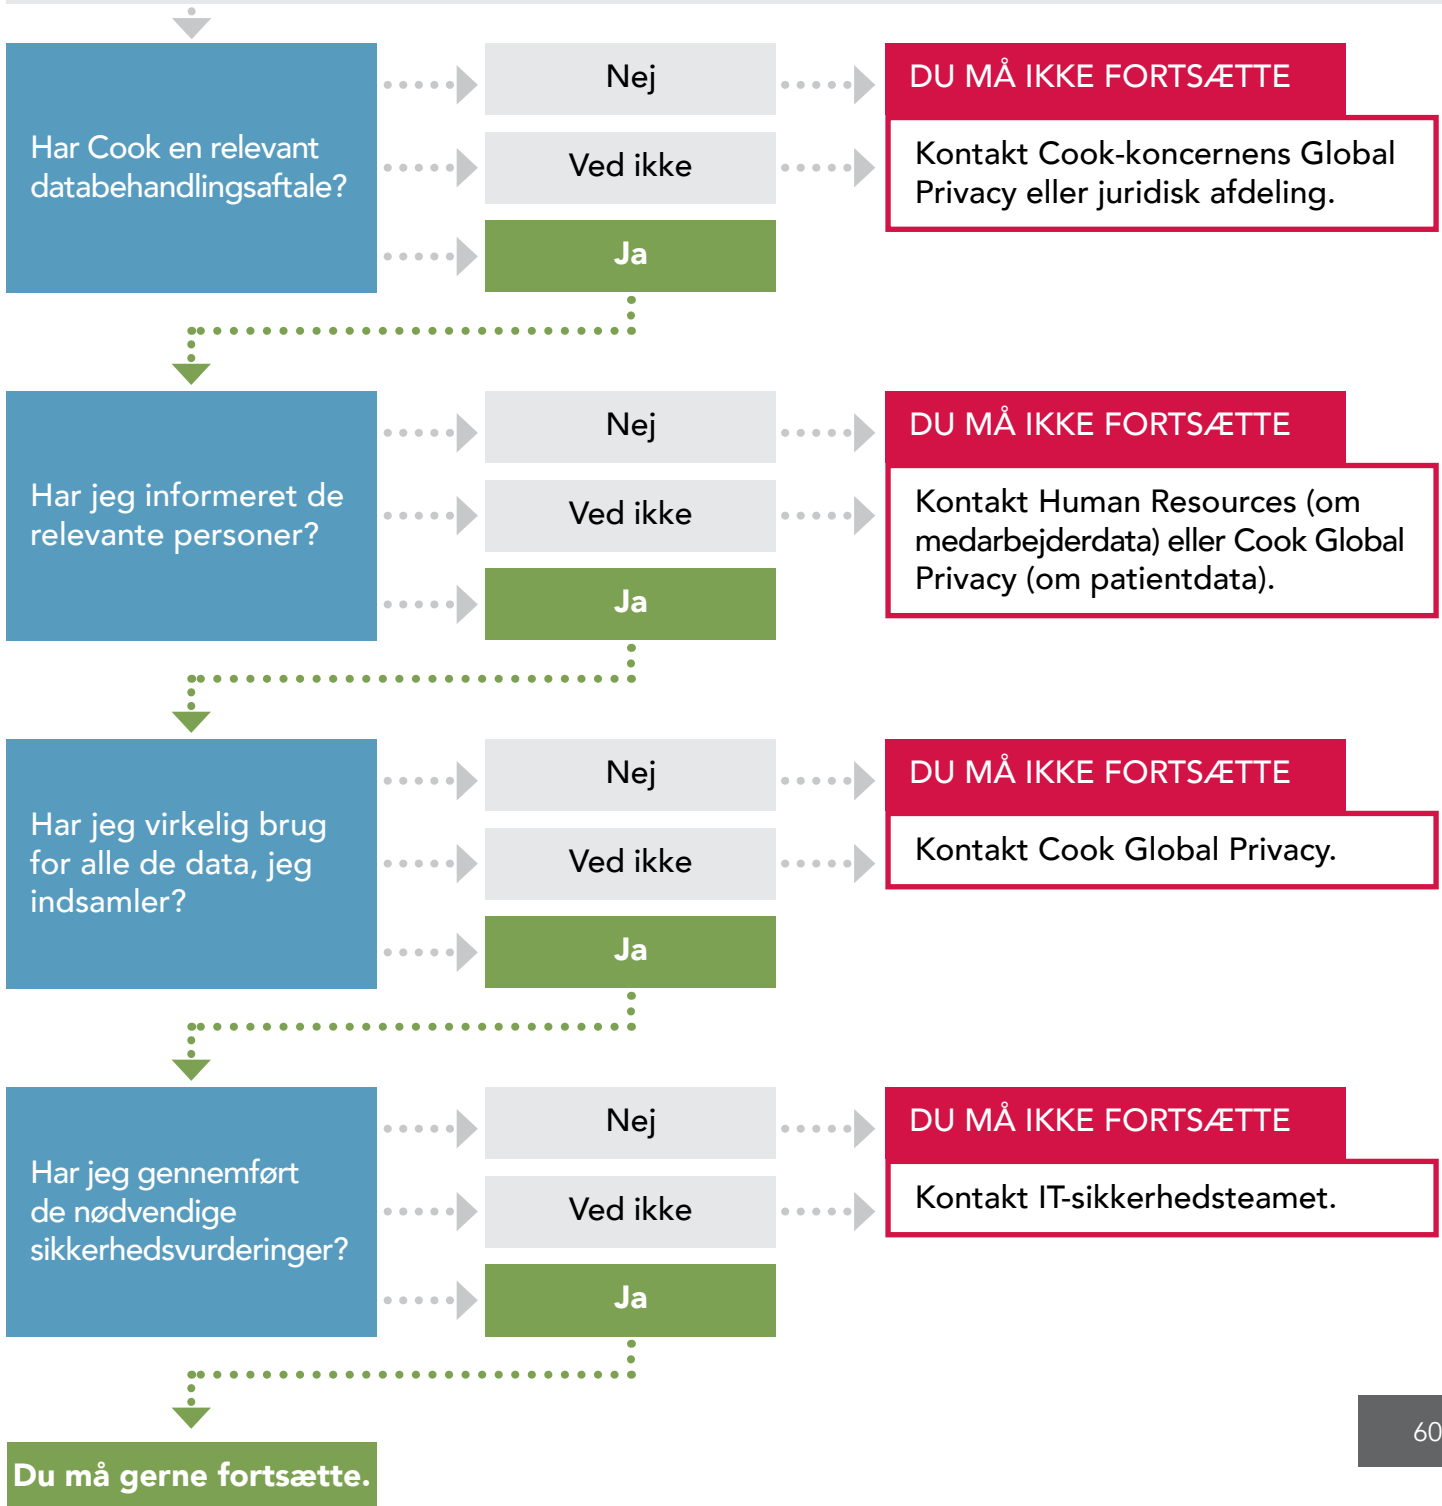 Har Cook en relevant
databehandlingsaftale?
Nej
Ved ikke
Ja
DU MÅ IKKE FORTSÆTTE
Kontakt Cook-koncernens Global
Privacy eller juridisk afdeling.
Har jeg informeret de
relevante personer?
Nej
Ved ikke
Ja
DU MÅ IKKE FORTSÆTTE
Kontakt Human Resources (om
medarbejderdata) eller Cook Global
Privacy (om patientdata).
Har jeg virkelig brug
for alle de data, jeg
indsamler?
Nej
Ved ikke
Ja
DU MÅ IKKE FORTSÆTTE
Kontakt Cook Global Privacy.
Har jeg gennemført
de nødvendige
sikkerhedsvurderinger?
Nej
Ved ikke
Ja
DU MÅ IKKE FORTSÆTTE
Kontakt IT-sikkerhedsteamet.
Du må gerne fortsætte.
60